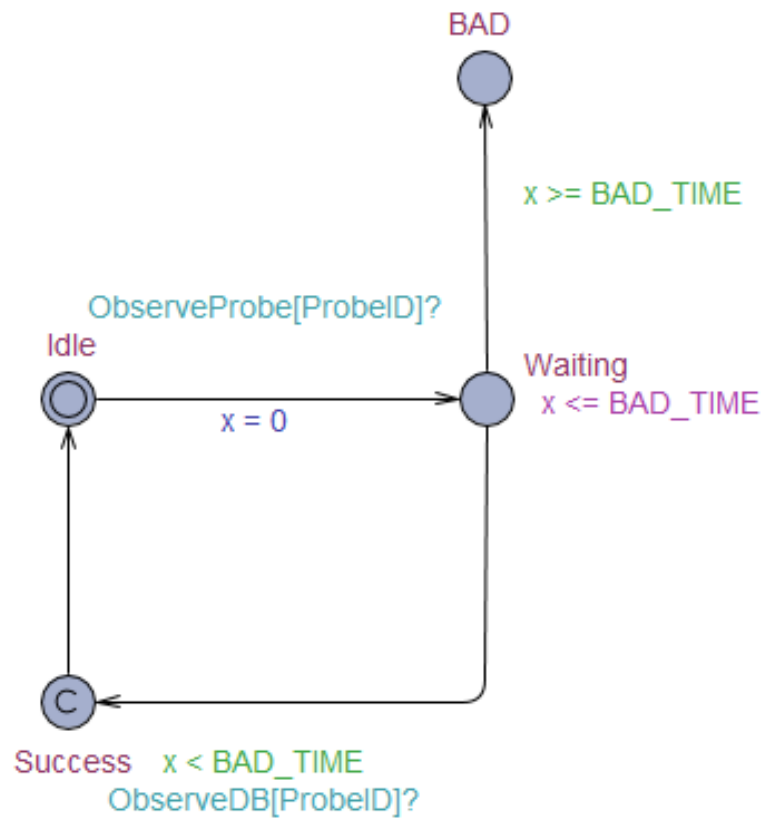 BAD
x >= BAD_TIME
ObserveProbe[ProbeID]?
Idle
Waiting
x = 0
x <= BAD_TIME
C
Success
x < BAD_TIME
ObserveDB[ProbeID]?